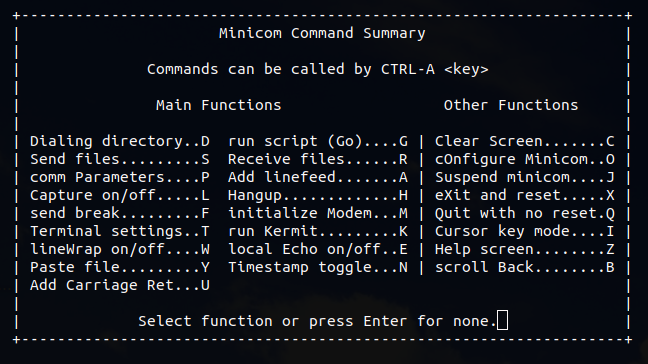 +-------------------------------------------------------------------+
Minicom Command Summary
Commands can be called by CTRL-A <key>
Main Functions Other Functions
Dialing directory..D run script (Go)....G | Clear Screen.......C
Send files.........S Receive files......R | cOnfigure Minicom..O
comm Parameters....P Add linefeed.......A | Suspend minicom....J
Capture on/off.....L Hangup.............H | eXit and reset.....X
send break.........F initialize Modem...M | Quit with no reset.Q
Terminal settings..T run Kermit.........K | Cursor key mode....I
lineWrap on/off....W local Echo on/off..E | Help screen........Z
Paste file.........Y Timestamp toggle...N | scroll Back........B
Add Carriage Ret...U
Select function or press Enter for none.
+-------------------------------------------------------------------+